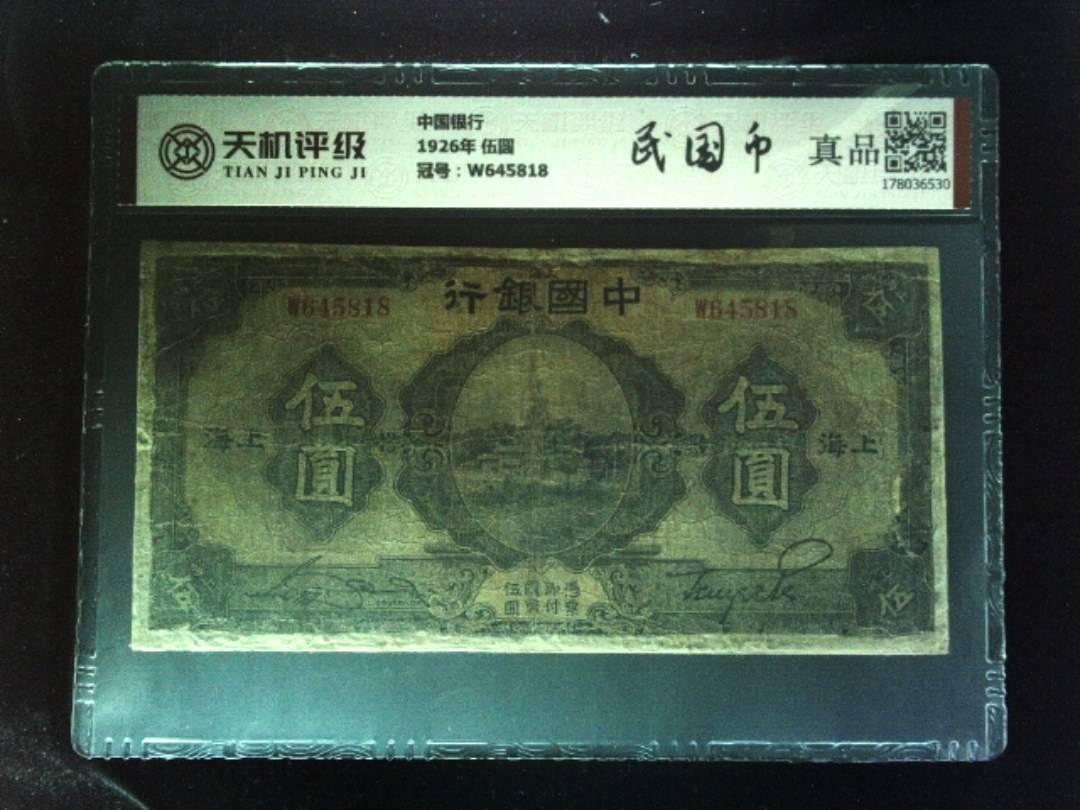 天机评级
TIAN JI PING JI
中国银行
1926年 伍圆
冠号：W645818
民国币
真品
178036530
行銀國中
W645818
W645818
伍圓
伍圓
海上
海上
伍